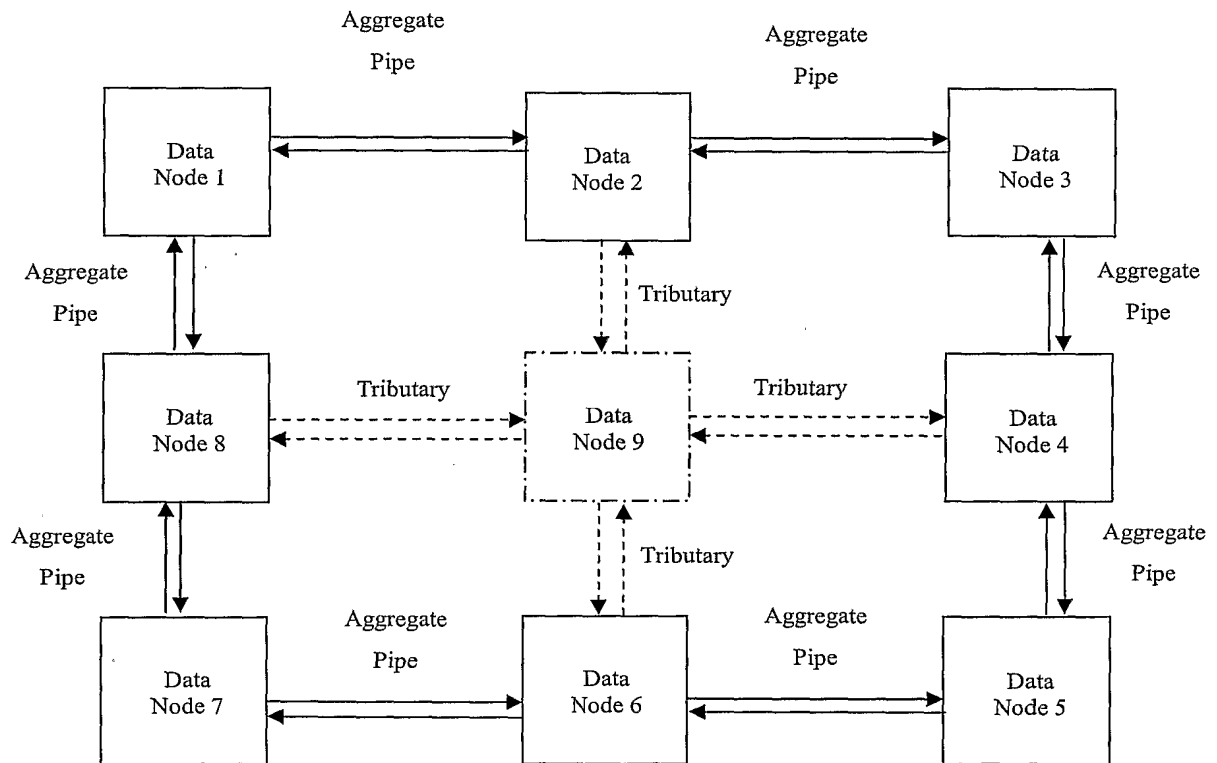 Aggregate
Pipe
Aggregate
Pipe
Data
Node 1
Data
Node 2
Data
Node 3
Aggregate
Pipe
Tributary
Aggregate
Pipe
Data
Node 8
Tributary
Data
Node 9
Tributary
Data
Node 4
Aggregate
Pipe
Tributary
Aggregate
Pipe
Data
Node 7
Aggregate
Pipe
Data
Node 6
Aggregate
Pipe
Data
Node 5